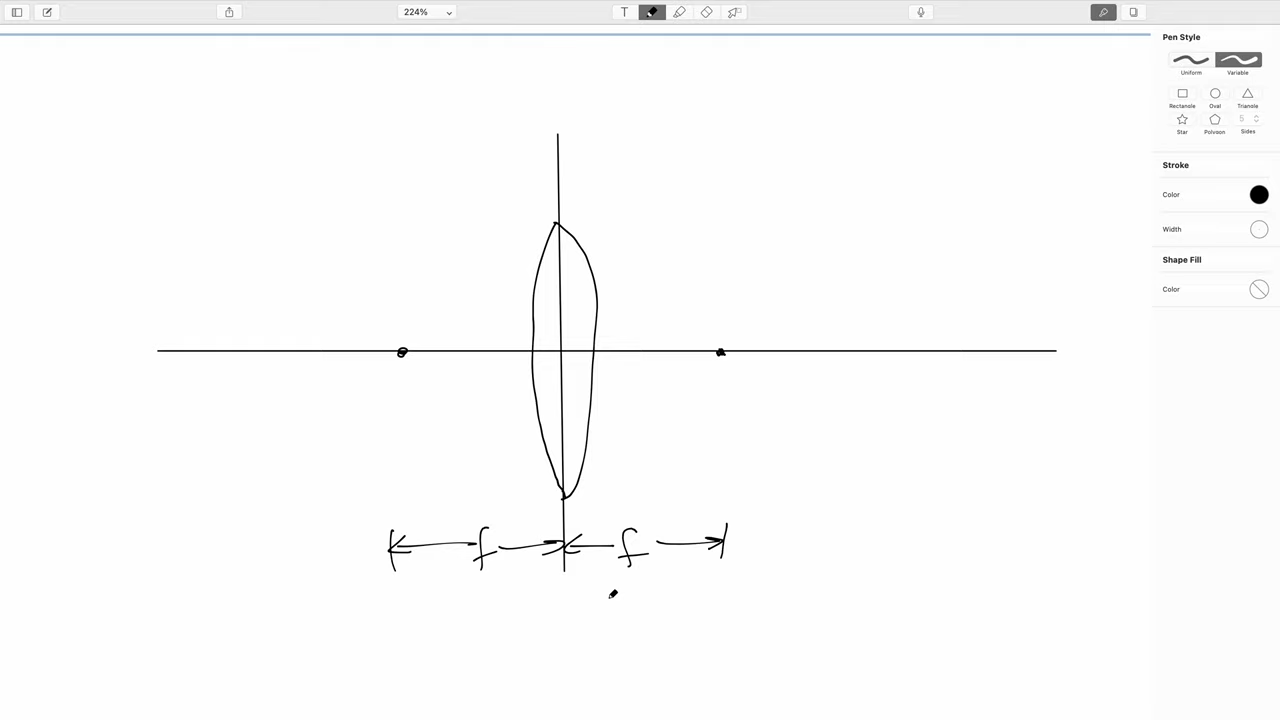 224%
T
Pen Style
Uniform Variable
Rectangle Oval Triangle
Star Polygon 5 Sides
Stroke
Color
Width
Shape Fill
Color
f f